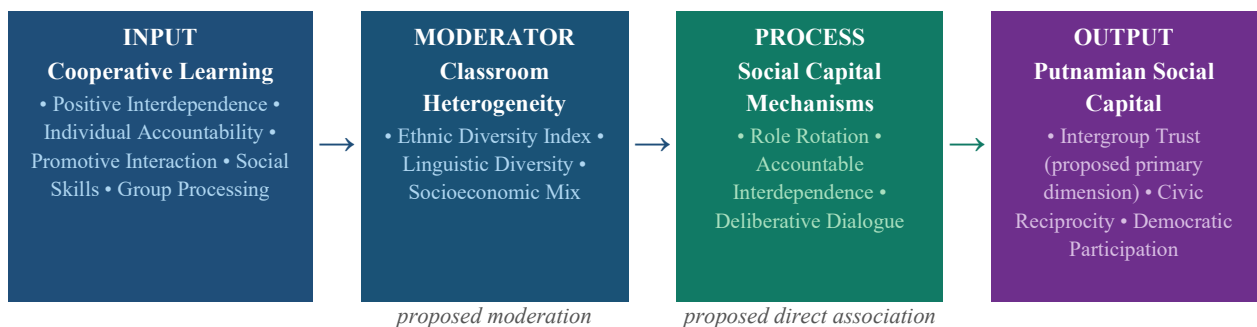 INPUT
Cooperative Learning
• Positive Interdependence •
Individual Accountability •
Promotive Interaction • Social
Skills • Group Processing
→
MODERATOR
Classroom
Heterogeneity
• Ethnic Diversity Index •
Linguistic Diversity •
Socioeconomic Mix
→
PROCESS
Social Capital
Mechanisms
• Role Rotation •
Accountable
Interdependence •
Deliberative Dialogue
→
OUTPUT
Putnamian Social
Capital
• Intergroup Trust
(proposed primary
dimension) • Civic
Reciprocity • Democratic
Participation
proposed moderation
proposed direct association